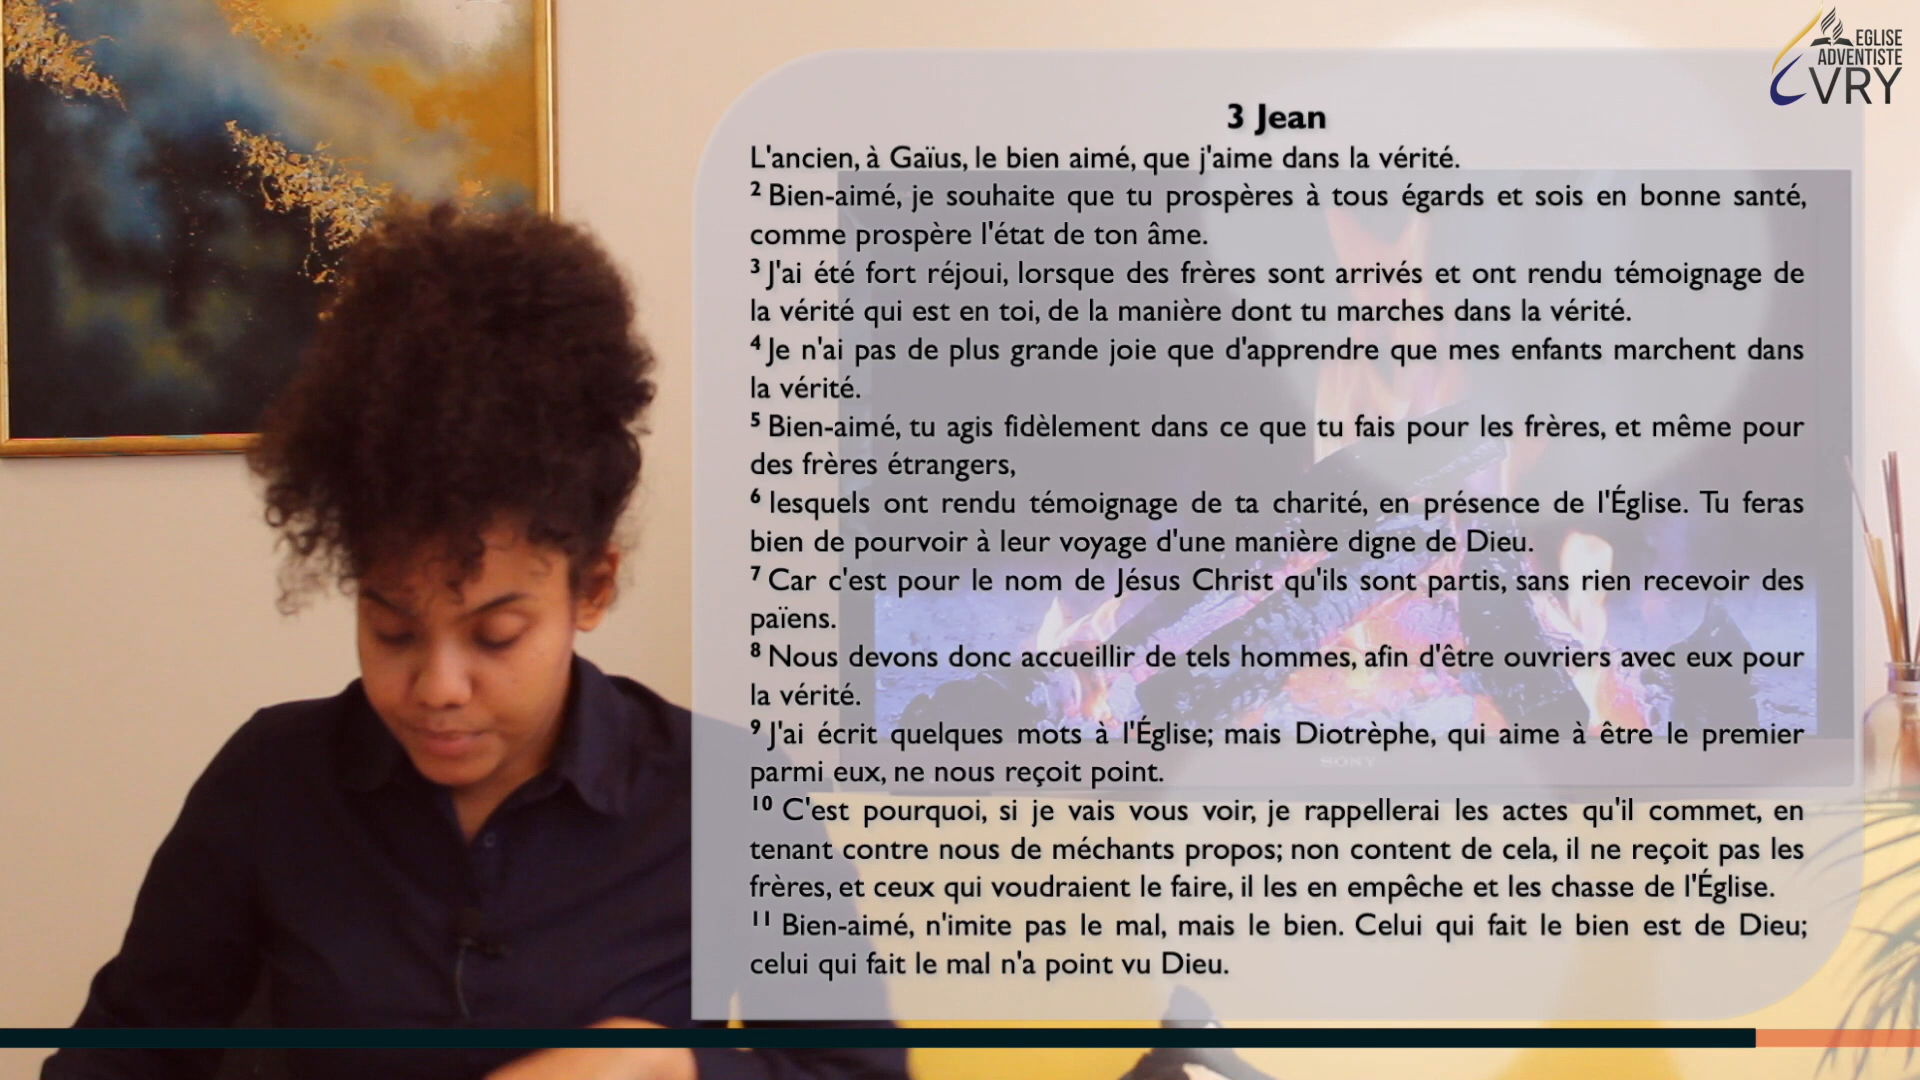 EGLISE
ADVENTISTE
VRY
3 Jean
L'ancien, à Gaïus, le bien aimé, que j'aime dans la vérité.
2 Bien-aimé, je souhaite que tu prospères à tous égards et sois en bonne santé,
comme prospère l'état de ton âme.
3 J'ai été fort réjoui, lorsque des frères sont arrivés et ont rendu témoignage de
la vérité qui est en toi, de la manière dont tu marches dans la vérité.
4 Je n'ai pas de plus grande joie que d'apprendre que mes enfants marchent dans
la vérité.
5 Bien-aimé, tu agis fidèlement dans ce que tu fais pour les frères, et même pour
des frères étrangers,
6 lesquels ont rendu témoignage de ta charité, en présence de l'Église. Tu feras
bien de pourvoir à leur voyage d'une manière digne de Dieu.
7 Car c'est pour le nom de Jésus Christ qu'ils sont partis, sans rien recevoir des
païens.
8 Nous devons donc accueillir de tels hommes, afin d'être ouvriers avec eux pour
la vérité.
9 J'ai écrit quelques mots à l'Église; mais Diotrèphe, qui aime à être le premier
parmi eux, ne nous reçoit point.
SONY
10 C'est pourquoi, si je vais vous voir, je rappellerai les actes qu'il commet, en
tenant contre nous de méchants propos; non content de cela, il ne reçoit pas les
frères, et ceux qui voudraient le faire, il les en empêche et les chasse de l'Église.
11 Bien-aimé, n'imite pas le mal, mais le bien. Celui qui fait le bien est de Dieu;
celui qui fait le mal n'a point vu Dieu.